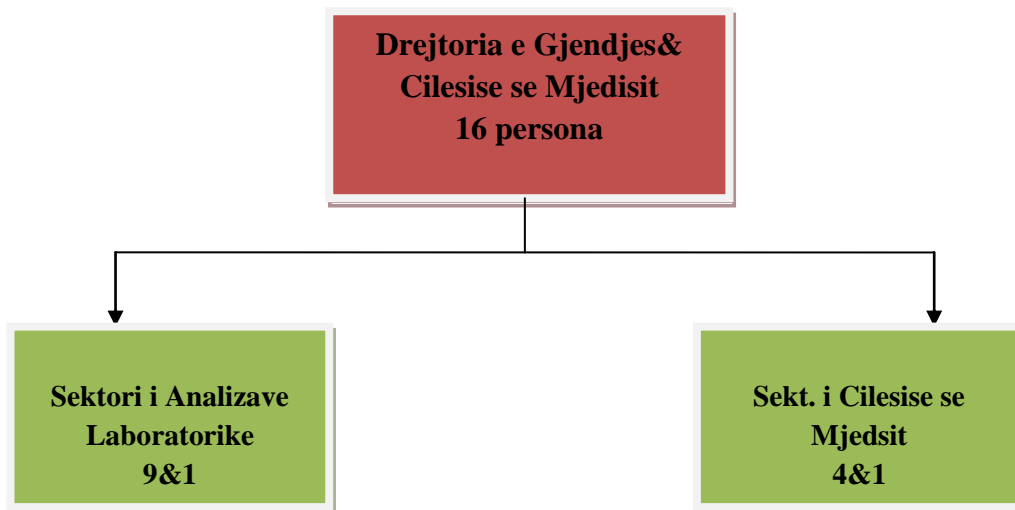 Drejtoria e Gjendjes&
Cilesise se Mjedisit
16 persona
Sektori i Analizave
Laboratorike
9&1
Sekt. i Cilesise se
Mjedsit
4&1